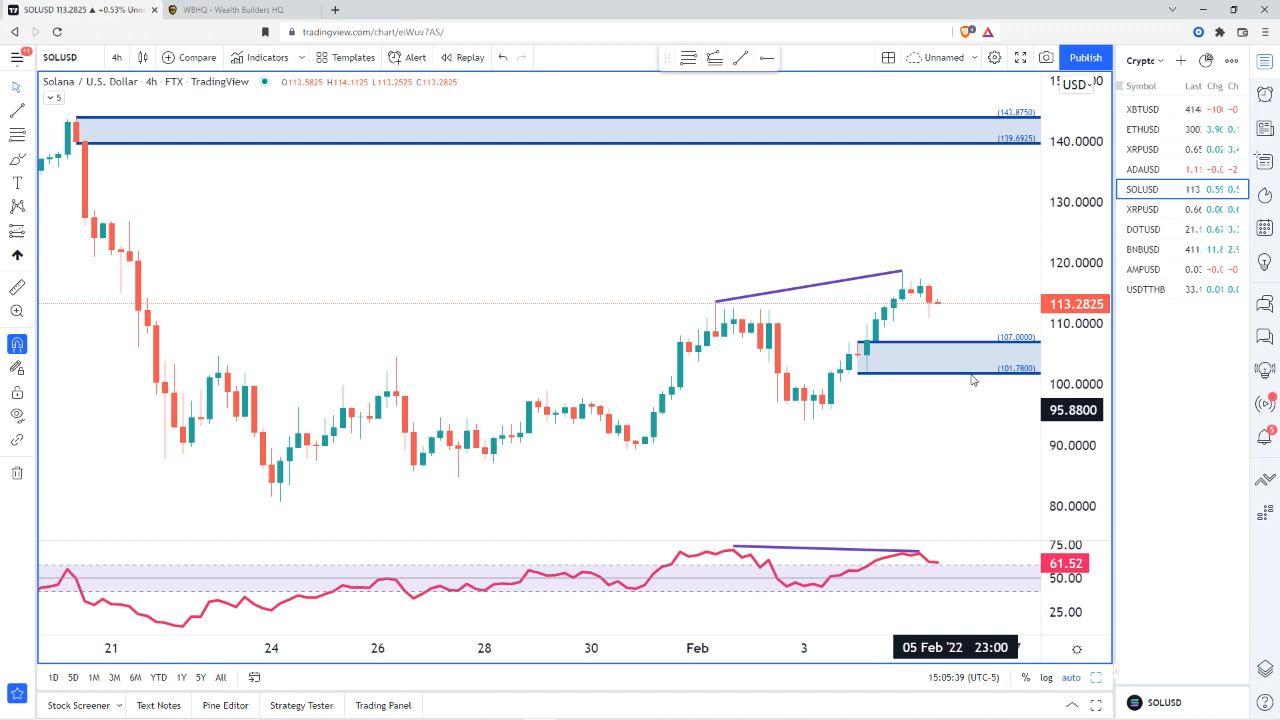 SOLUSD 113.2825 ▲ +0.53% Unna
WBHQ - Wealth Builders HQ
tradingview.com/chart/eiWuv7AS/
11
SOLUSD
4h
Compare
Indicators
Templat
Alert
Replay
Unnamed
Publish
Solana / U.S. Dollar · 4h · FTX · TradingView
O113.5825 H114.1125 L113.2525 C113.2825
5
USD
(143.8750)
(139.6925)
(107.0000)
(101.7800)
140.0000
130.0000
120.0000
113.2825
110.0000
100.0000
95.8800
90.0000
80.0000
75.00
61.52
50.00
25.00
21
24
26
28
30
Feb
3
05 Feb '22 23:00
1D 5D 1M 3M 6M YTD 1Y 5Y All
15:05:39 (UTC-5)
% log auto
Stock Screener
Text Notes
Pine Editor
Strategy Tester
Trading Panel
Crypto
Symbol Last Chg Ch
XBTUSD
ETHUSD
XRPUSD
ADAUSD
SOLUSD
XRPUSD
DOTUSD
BNBUSD
AMPUSD
USDTTHB
5
SOLUSD